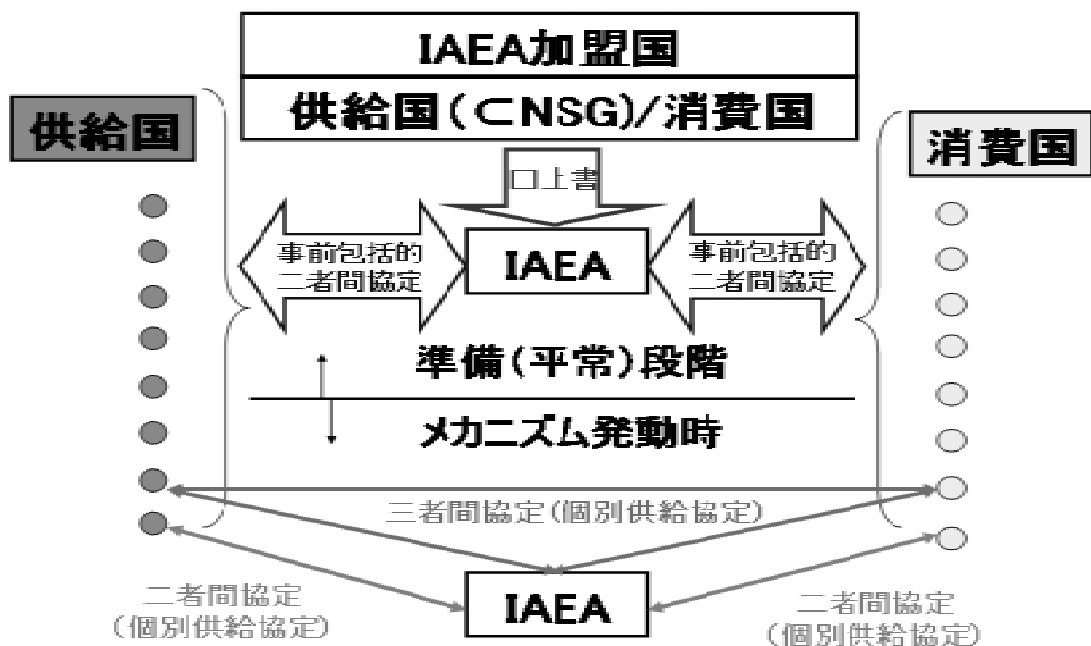 IAEA加盟国
供給国(⊂NSG)/消費国
供給国
消費国
口上書
事前包括的
二者間協定
IAEA
事前包括的
二者間協定
準備(平常)段階
メカニズム発動時
三者間協定(個別供給協定)
IAEA
二者間協定
(個別供給協定)
二者間協定
(個別供給協定)